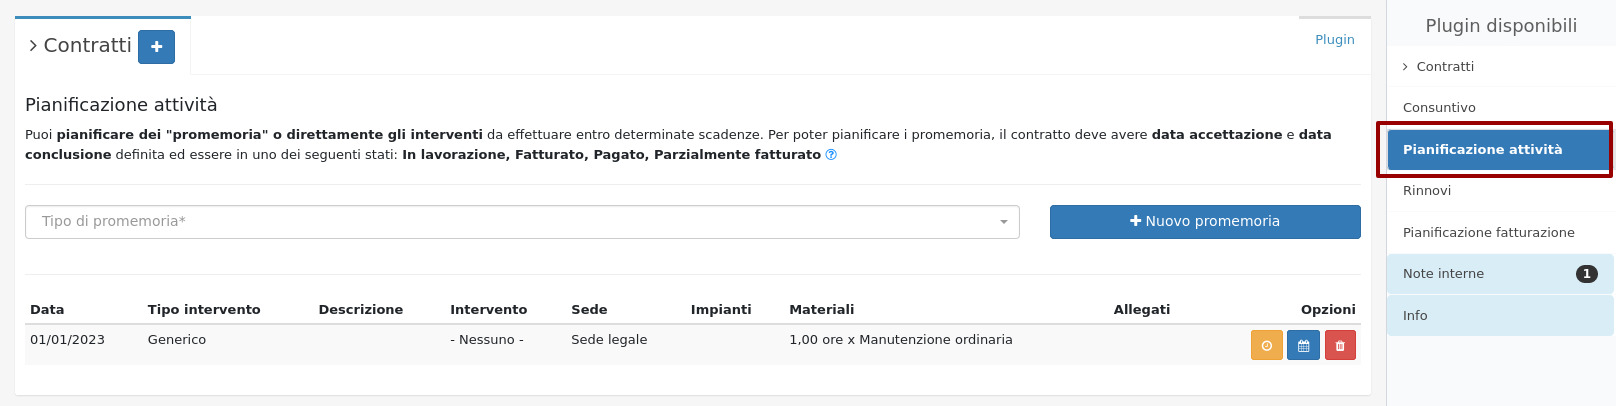 Contratti
Plugin
Pianificazione attività
Puoi pianificare dei "promemoria" o direttamente gli interventi da effettuare entro determinate scadenze. Per poter pianificare i promemoria, il contratto deve avere data accettazione e data
conclusione definita ed essere in uno dei seguenti stati: In lavorazione, Fatturato, Pagato, Parzialmente fatturato
Tipo di promemoria*
Nuovo promemoria
Data Tipo intervento Descrizione Intervento Sede Impianti Materiali Allegati Opzioni
01/01/2023 Generico - Nessuno - Sede legale 1,00 ore x Manutenzione ordinaria
Plugin disponibili
Contratti
Consuntivo
Pianificazione attività
Rinnovi
Pianificazione fatturazione
Note interne 1
Info